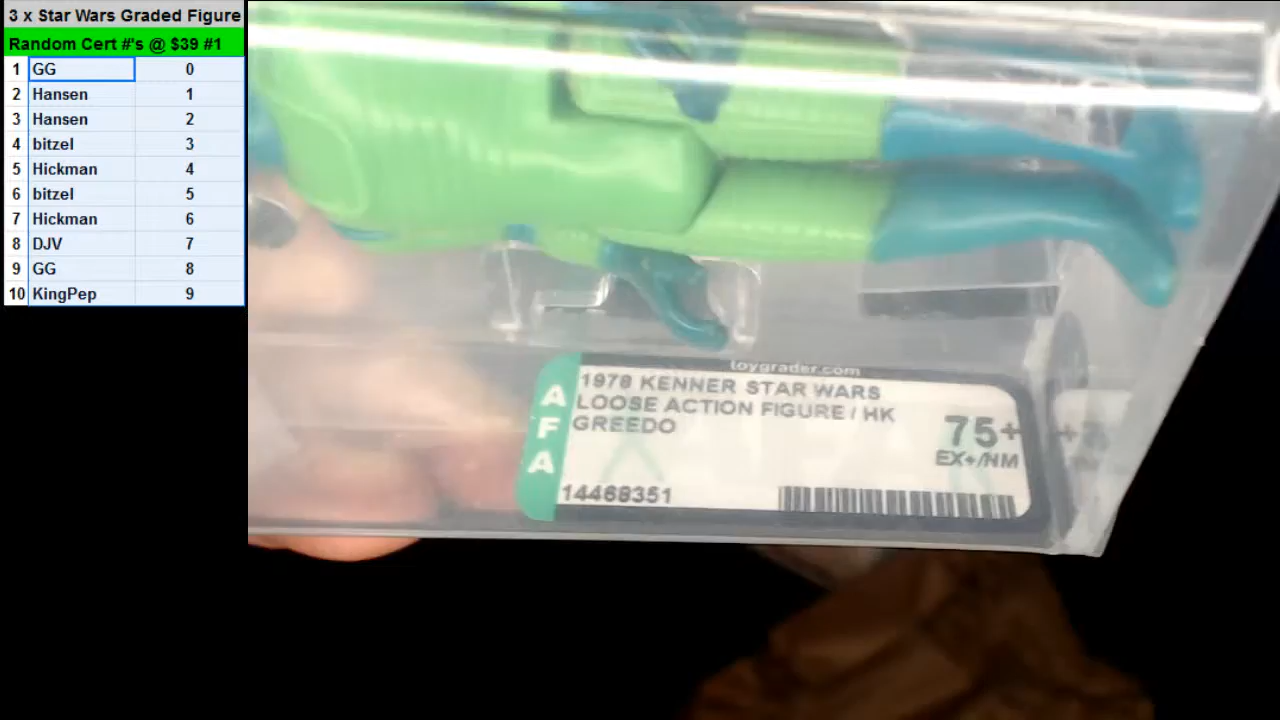 3 x Star Wars Graded Figure
Random Cert #'s @ $39 #1
1 GG 0
2 Hansen 1
3 Hansen 2
4 bitzel 3
5 Hickman 4
6 bitzel 5
7 Hickman 6
8 DJV 7
9 GG 8
10 KingPep 9
toygrader.com
AFA
1978 KENNER STAR WARS
LOOSE ACTION FIGURE / HK
GREEDO
75+
EX+/NM
14468351